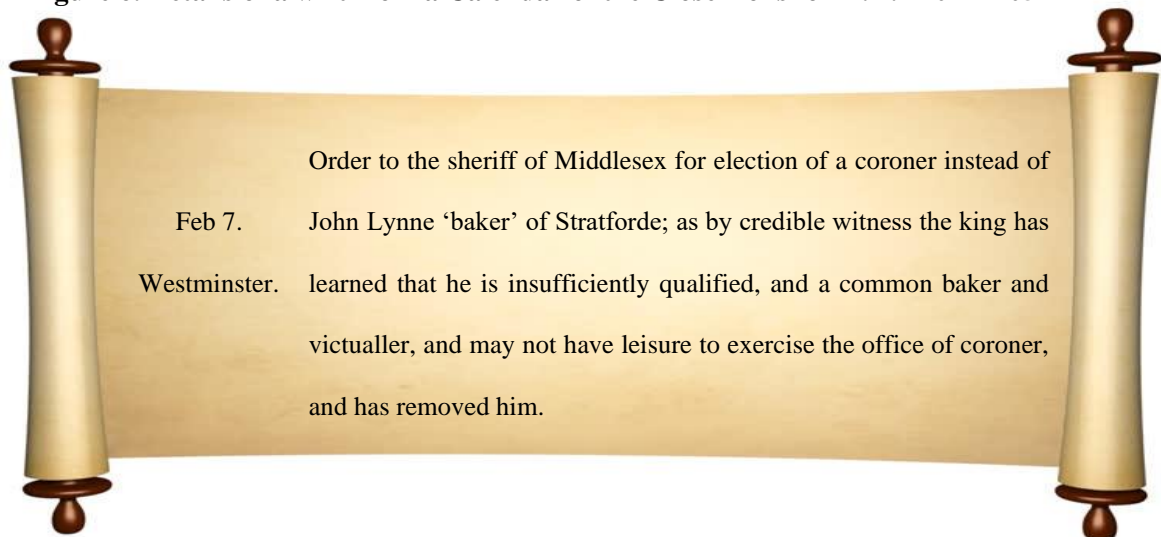 Order to the sheriff of Middlesex for election of a coroner instead of
Feb 7. John Lynne ‘baker’ of Stratforde; as by credible witness the king has
Westminster. learned that he is insufficiently qualified, and a common baker and
victualler, and may not have leisure to exercise the office of coroner,
and has removed him.